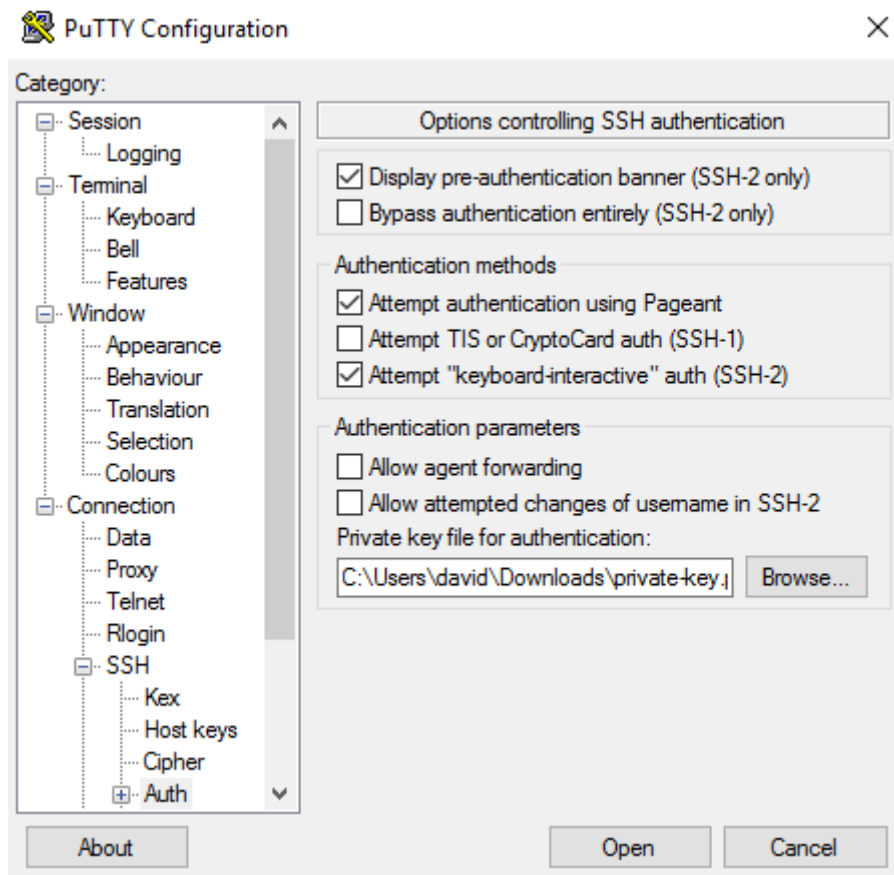 PuTTY Configuration
Category:
Session
Logging
Terminal
Keyboard
Bell
Features
Window
Appearance
Behaviour
Translation
Selection
Colours
Connection
Data
Proxy
Telnet
Rlogin
SSH
Kex
Host keys
Cipher
Auth
Options controlling SSH authentication
Display pre-authentication banner (SSH-2 only)
Bypass authentication entirely (SSH-2 only)
Authentication methods
Attempt authentication using Pageant
Attempt TIS or CryptoCard auth (SSH-1)
Attempt "keyboard-interactive" auth (SSH-2)
Authentication parameters
Allow agent forwarding
Allow attempted changes of username in SSH-2
Private key file for authentication:
C:\Users\david\Downloads\private-key.p Browse...
About Open Cancel